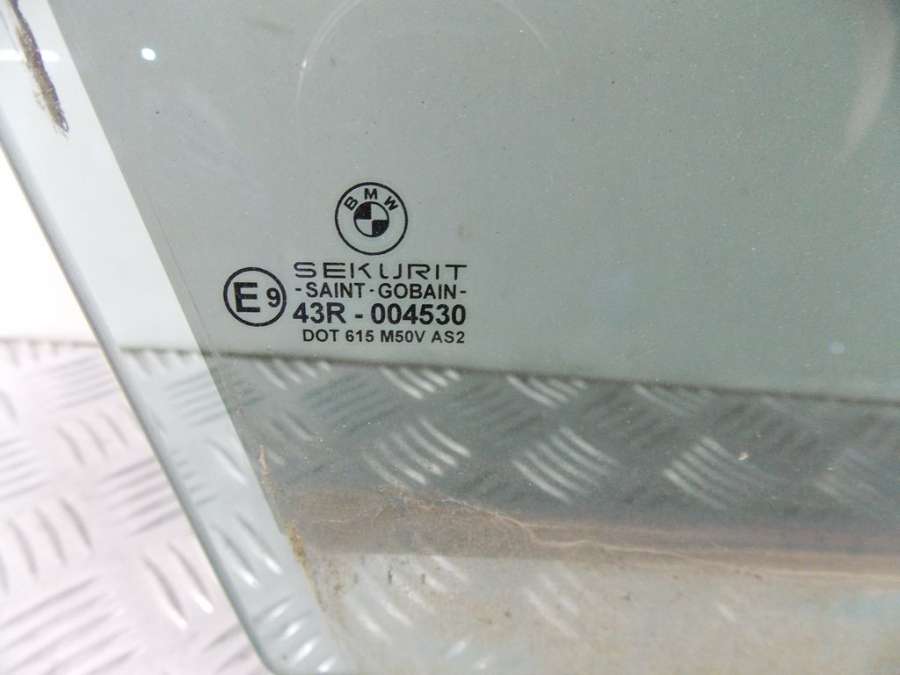 BMW
SEKURIT
E9
- SAINT - GOBAIN -
43R - 004530
DOT 615 M50V AS2